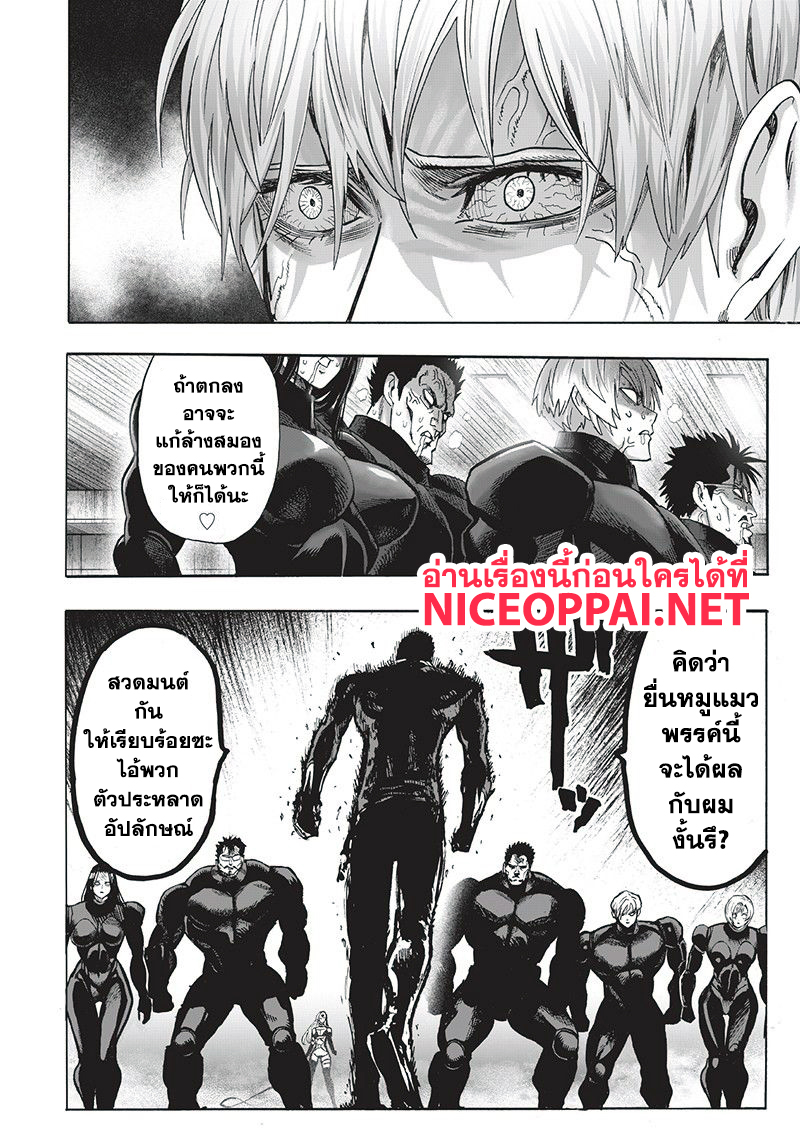 ถ้าตกลง
อาจจะ
แก้ล้างสมอง
ของคนพวกนี้
ให้ก็ได้นะ
♡
อ่านเรื่องนี้ก่อนใครได้ที่
NICEOPPAI.NET
คิดว่า
ยื่นหมูแมว
พรรค์นี้
จะได้ผล
กับผม
งั้นรึ?
สวดมนต์
กัน
ให้เรียบร้อยซะ
ไอ้พวก
ตัวประหลาด
อัปลักษณ์